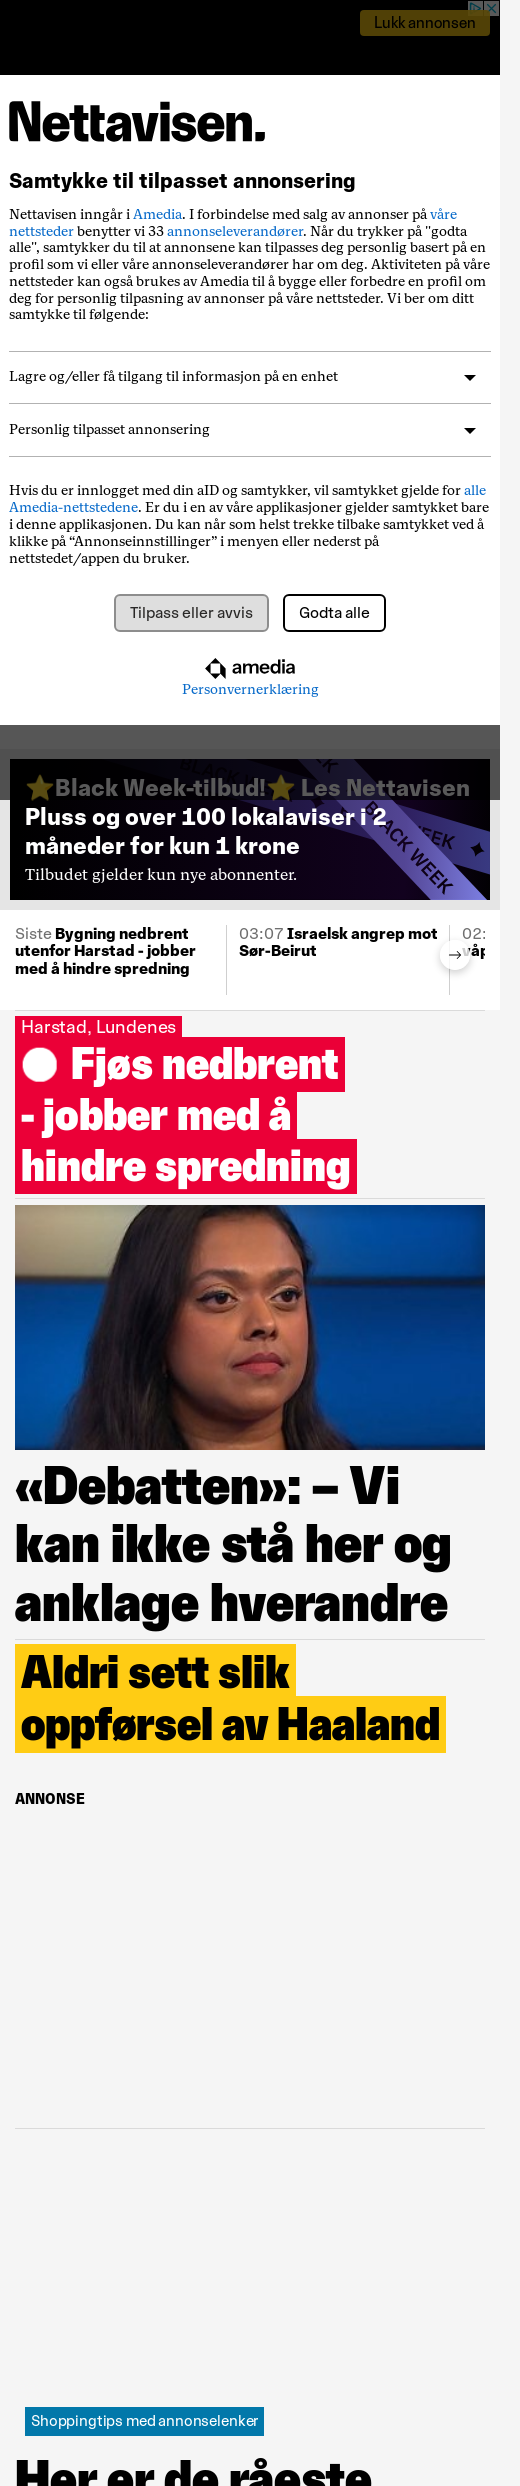 Lukk annonsen
Nettavisen.
Samtykke til tilpasset annonsering
Nettavisen inngår i Amedia. I forbindelse med salg av annonser på våre
nettsteder benytter vi 33 annonseleverandører. Når du trykker på "godta
alle", samtykker du til at annonsene kan tilpasses deg personlig basert på en
profil som vi eller våre annonseleverandører har om deg. Aktiviteten på våre
nettsteder kan også brukes av Amedia til å bygge eller forbedre en profil om
deg for personlig tilpasning av annonser på våre nettsteder. Vi ber om ditt
samtykke til følgende:
Lagre og/eller få tilgang til informasjon på en enhet
Personlig tilpasset annonsering
Hvis du er innlogget med din aID og samtykker, vil samtykket gjelde for alle
Amedia-nettstedene. Er du i en av våre applikasjoner gjelder samtykket bare
i denne applikasjonen. Du kan når som helst trekke tilbake samtykket ved å
klikke på “Annonseinnstillinger” i menyen eller nederst på
nettstedet/appen du bruker.
Tilpass eller avvis
Godta alle
amedia
Personvernerklæring
⭐Black Week-tilbud!⭐ Les Nettavisen
Pluss og over 100 lokalaviser i 2
måneder for kun 1 krone
Tilbudet gjelder kun nye abonnenter.
BLACK WEEK
WEEK
Siste Bygning nedbrent
utenfor Harstad - jobber
med å hindre spredning
03:07 Israelsk angrep mot
Sør-Beirut
02:
Harstad, Lundenes
Fjøs nedbrent
- jobber med å
hindre spredning
«Debatten»: – Vi
kan ikke stå her og
anklage hverandre
Aldri sett slik
oppførsel av Haaland
ANNONSE
Shoppingtips med annonselenker
Her er de råeste